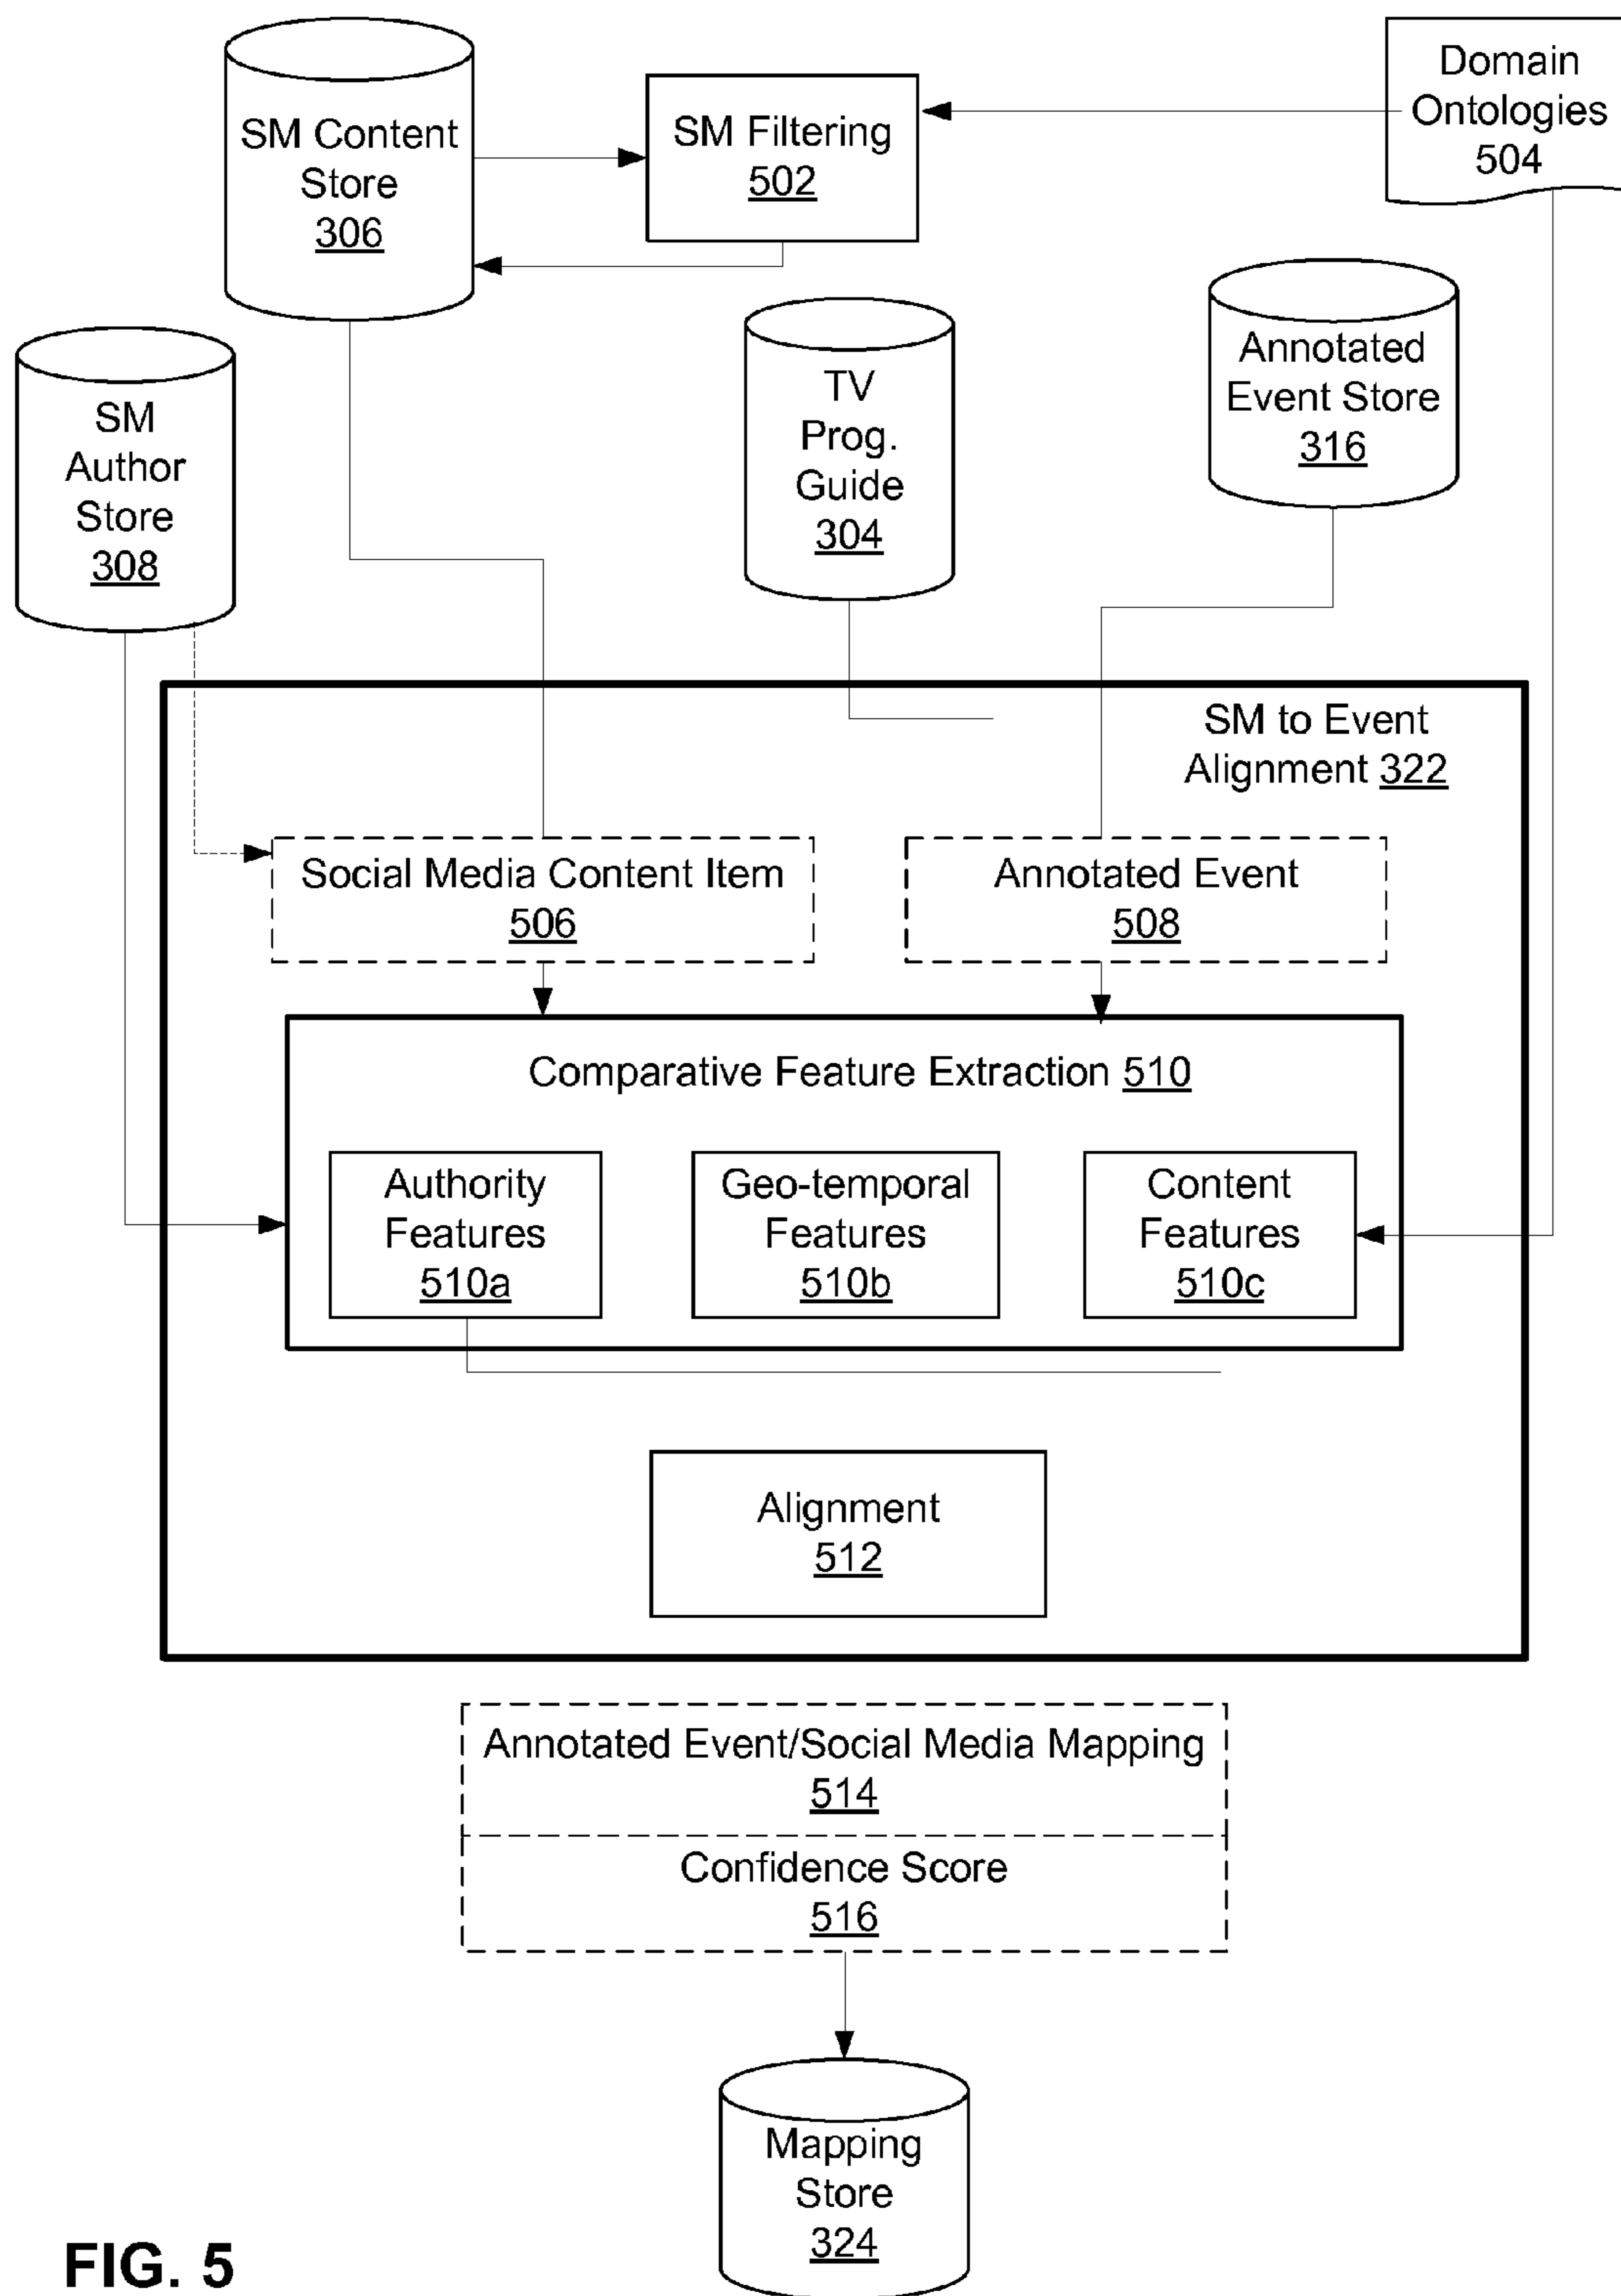 SM Content
Store
306
SM Filtering
502
Domain
Ontologies
504
SM
Author
Store
308
TV
Prog.
Guide
304
Annotated
Event Store
316
SM to Event
Alignment 322
Social Media Content Item
506
Annotated Event
508
Comparative Feature Extraction 510
Authority
Features
510a
Geo-temporal
Features
510b
Content
Features
510c
Alignment
512
Annotated Event/Social Media Mapping
514
Confidence Score
516
Mapping
Store
324
FIG. 5